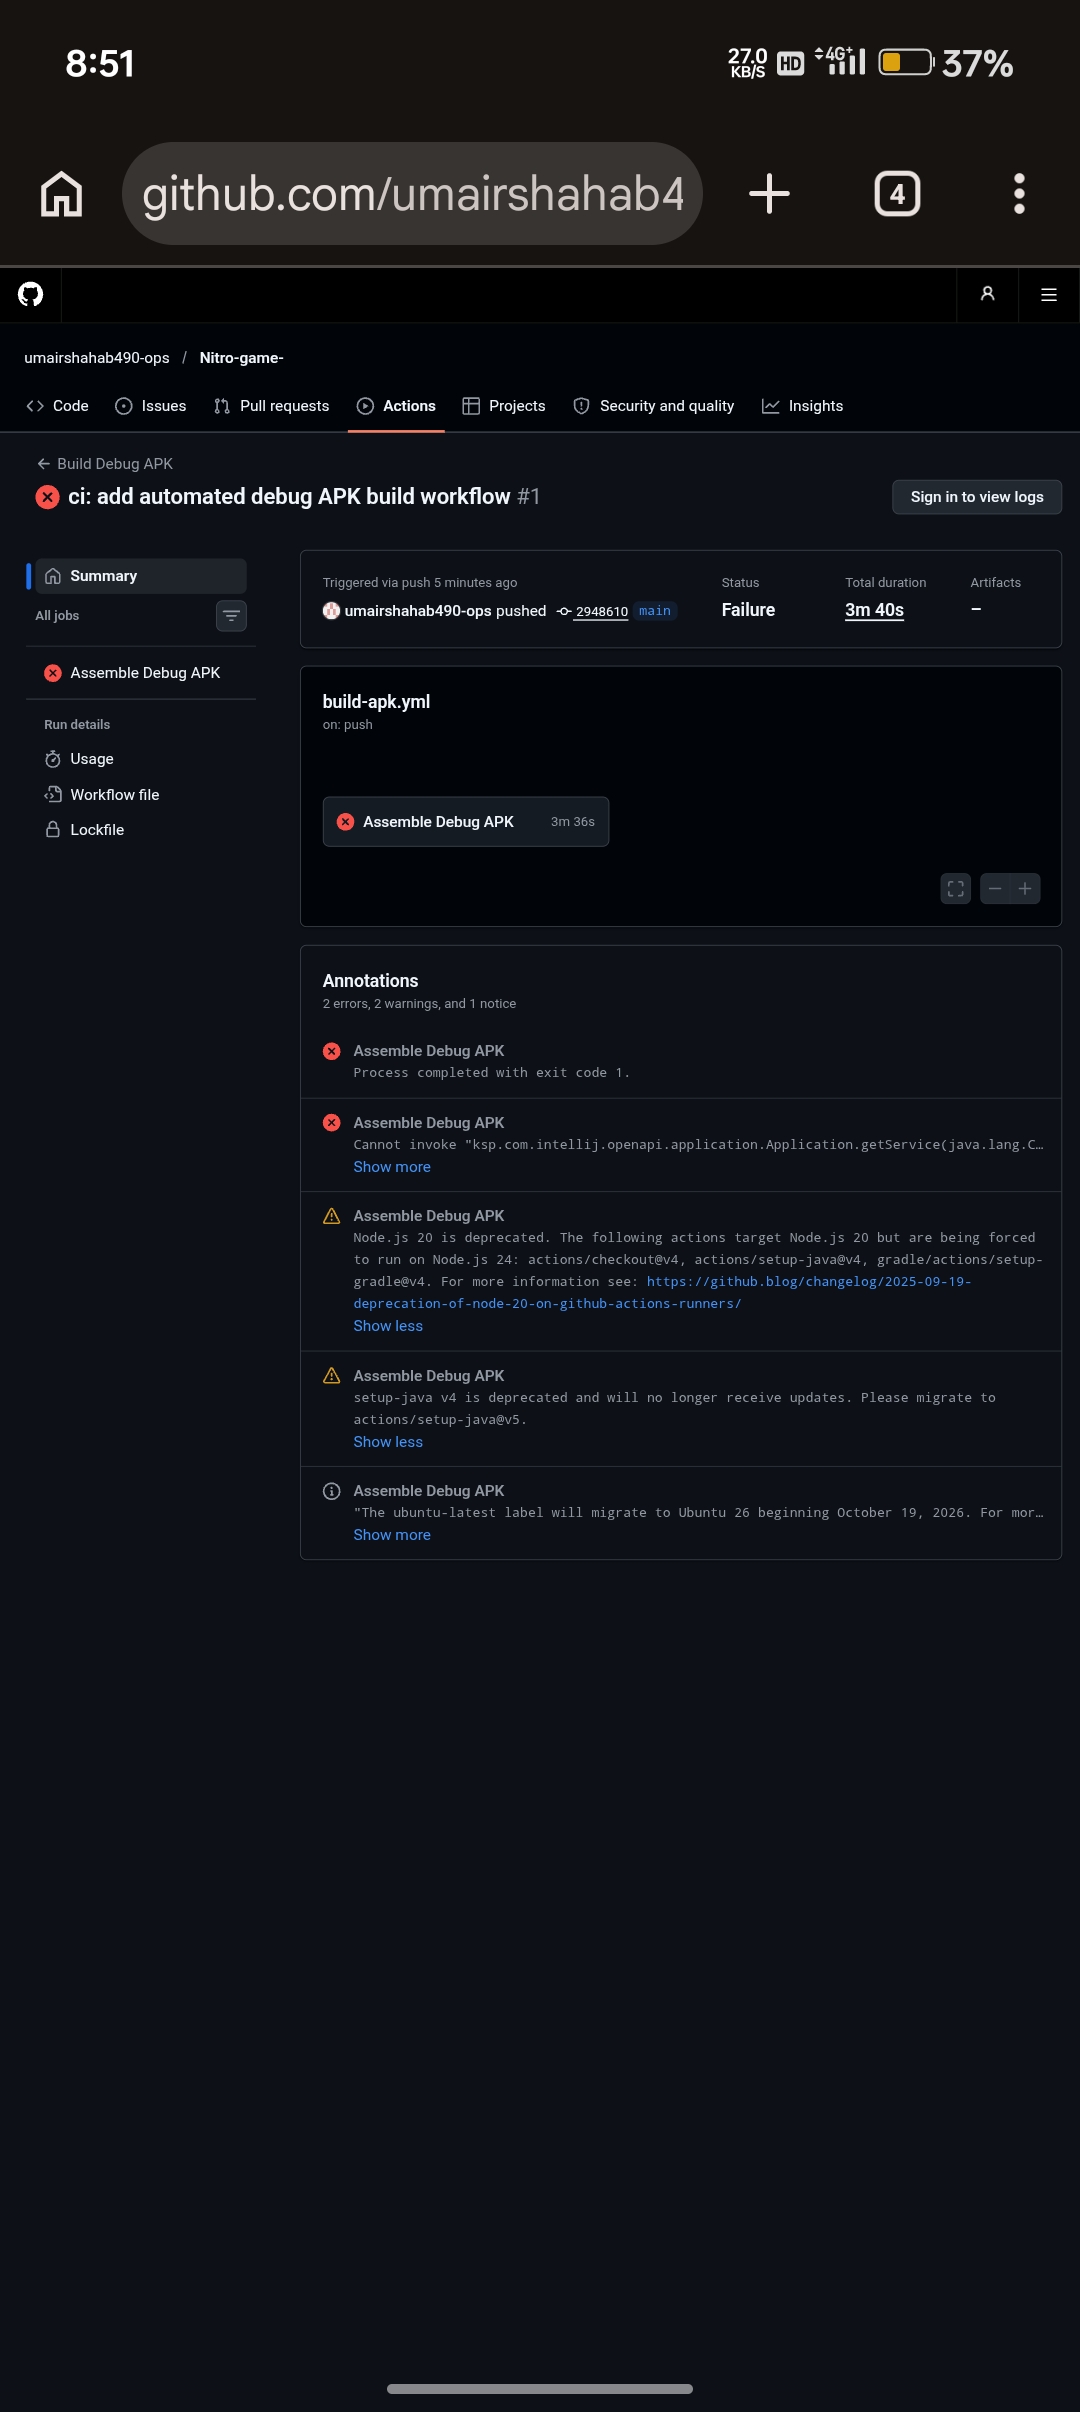 8:51
27.0 KB/S HD 4G+ 37%
github.com/umairshahab4
4
umairshahab490-ops / Nitro-game-
Code Issues Pull requests Actions Projects Security and quality Insights
Build Debug APK
ci: add automated debug APK build workflow #1
Sign in to view logs
Summary
All jobs
Assemble Debug APK
Run details
Usage
Workflow file
Lockfile
Triggered via push 5 minutes ago
umairshahab490-ops pushed 2948610 main
Status
Failure
Total duration
3m 40s
Artifacts
–
build-apk.yml
on: push
Assemble Debug APK 3m 36s
Annotations
2 errors, 2 warnings, and 1 notice
Assemble Debug APK
Process completed with exit code 1.
Assemble Debug APK
Cannot invoke "ksp.com.intellij.openapi.application.Application.getService(java.lang.C…
Show more
Assemble Debug APK
Node.js 20 is deprecated. The following actions target Node.js 20 but are being forced
to run on Node.js 24: actions/checkout@v4, actions/setup-java@v4, gradle/actions/setup-
gradle@v4. For more information see: https://github.blog/changelog/2025-09-19-
deprecation-of-node-20-on-github-actions-runners/
Show less
Assemble Debug APK
setup-java v4 is deprecated and will no longer receive updates. Please migrate to
actions/setup-java@v5.
Show less
Assemble Debug APK
"The ubuntu-latest label will migrate to Ubuntu 26 beginning October 19, 2026. For mor…
Show more